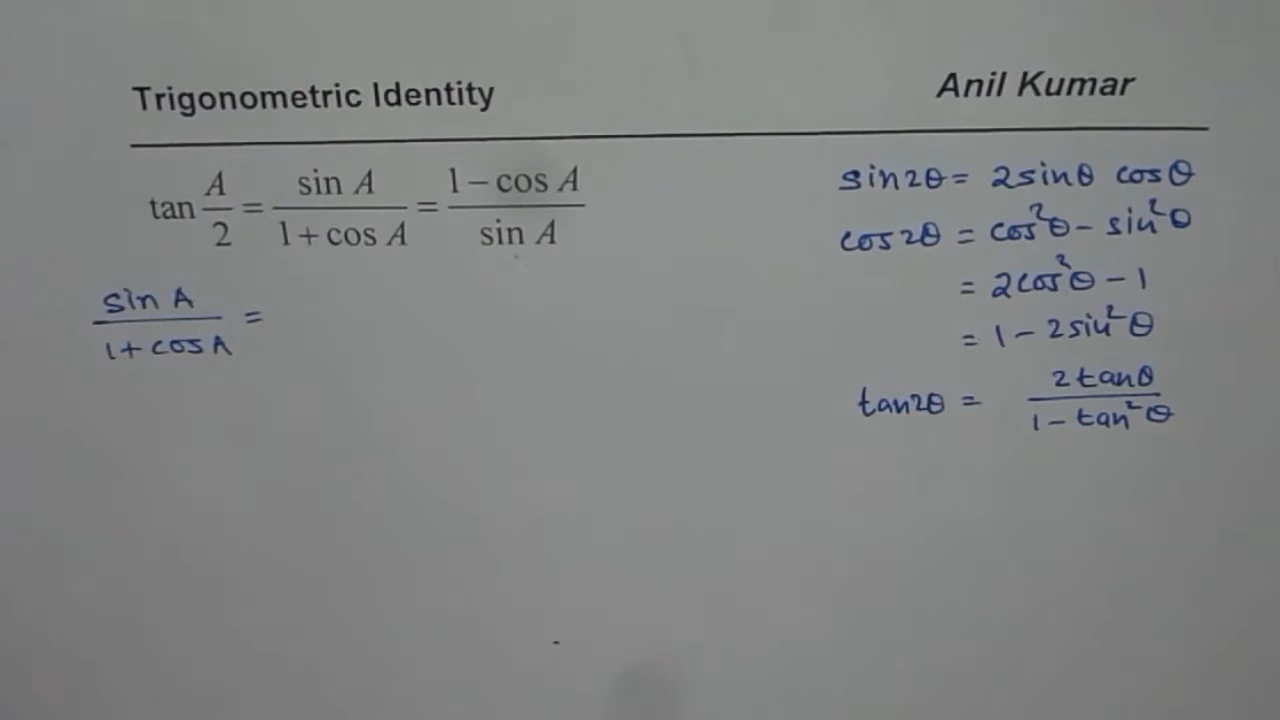 Trigonometric Identity Anil Kumar
tan A/2 = sin A/(1 + cos A) = (1 − cos A)/sin A
sin A/(1 + cos A) =
sin2θ = 2sinθ cosθ
cos2θ = cos²θ − sin²θ
= 2cos²θ − 1
= 1 − 2sin²θ
tan2θ = 2tanθ/(1 − tan²θ)